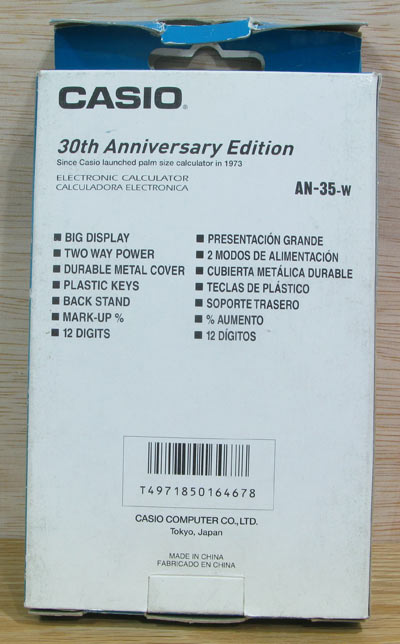 CASIO®
30th Anniversary Edition
Since Casio launched palm size calculator in 1973
ELECTRONIC CALCULATOR
CALCULADORA ELECTRONICA
AN-35-W
■ BIG DISPLAY
■ TWO WAY POWER
■ DURABLE METAL COVER
■ PLASTIC KEYS
■ BACK STAND
■ MARK-UP %
■ 12 DIGITS
■ PRESENTACIÓN GRANDE
■ 2 MODOS DE ALIMENTACIÓN
■ CUBIERTA METÁLICA DURABLE
■ TECLAS DE PLÁSTICO
■ SOPORTE TRASERO
■ % AUMENTO
■ 12 DÍGITOS
T4971850164678
CASIO COMPUTER CO.,LTD.
Tokyo, Japan
MADE IN CHINA
FABRICADO EN CHINA